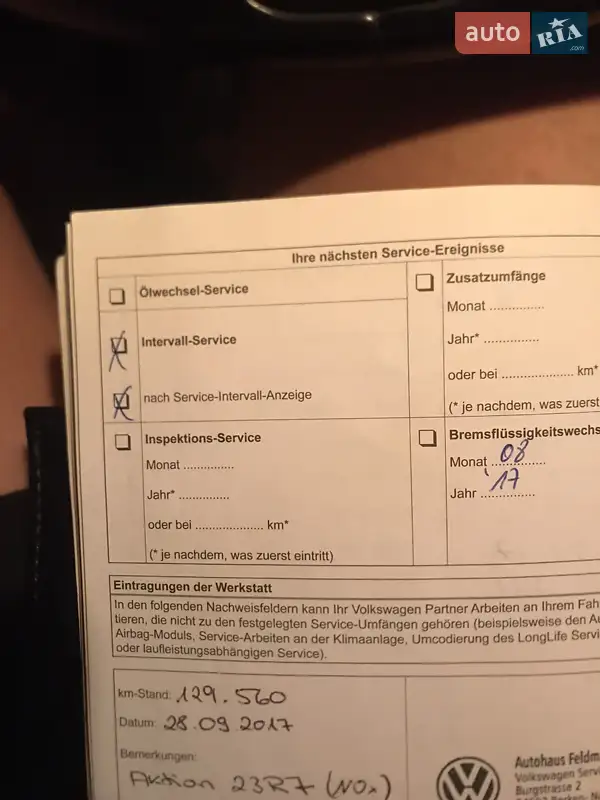 auto RIA .com
Ihre nächsten Service-Ereignisse
Ölwechsel-Service
Intervall-Service
nach Service-Intervall-Anzeige
Zusatzumfänge
Monat ..............
Jahr* ..............
oder bei .................. km*
(* je nachdem, was zuerst
Inspektions-Service
Monat .............
Jahr* .............
oder bei ................. km*
(* je nachdem, was zuerst eintritt)
Bremsflüssigkeitswechs
Monat 08
Jahr '17
Eintragungen der Werkstatt
In den folgenden Nachweisfeldern kann Ihr Volkswagen Partner Arbeiten an Ihrem Fah
tieren, die nicht zu den festgelegten Service-Umfängen gehören (beispielsweise den Au
Airbag-Moduls, Service-Arbeiten an der Klimaanlage, Umcodierung des LongLife Servi
oder laufleistungsabhängigen Service).
km-Stand: 129.560
Datum: 28.09.2017
Bemerkungen:
Aktion 23R7 (NOx)
Autohaus Feldm
Volkswagen Servi
Burgstrasse 2